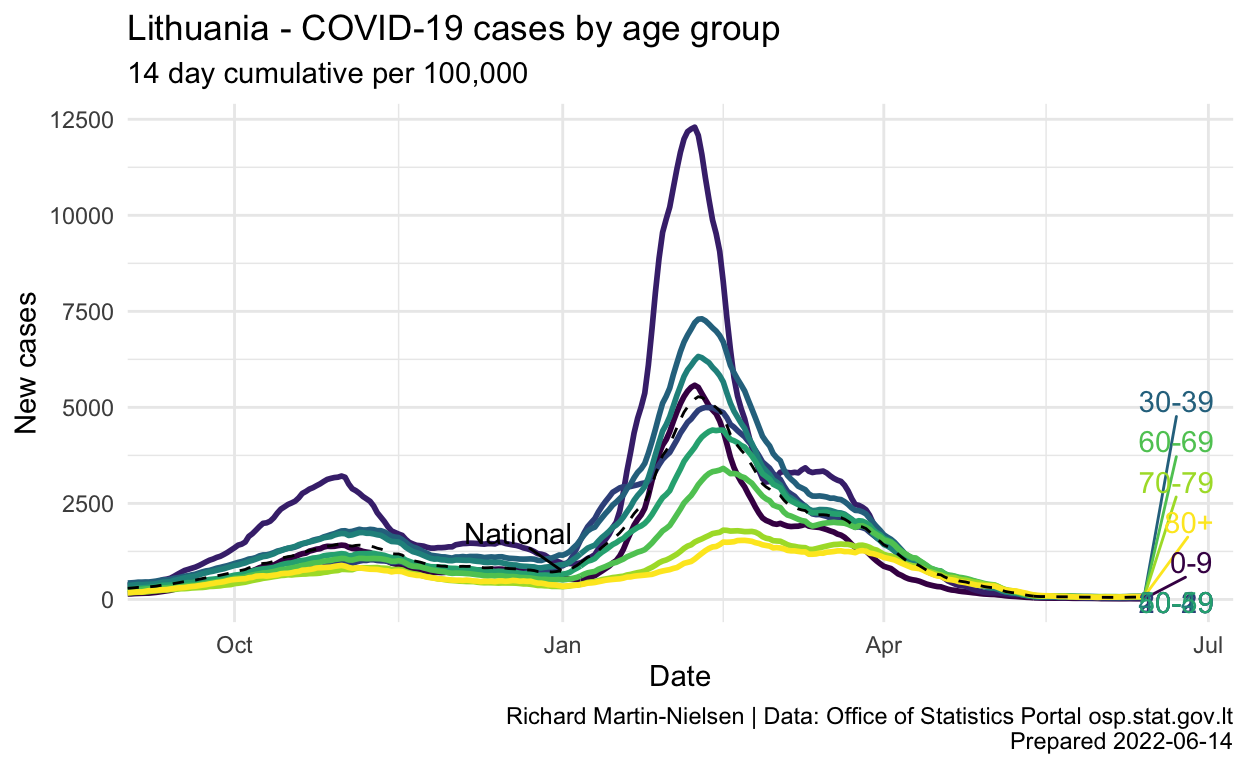 Lithuania - COVID-19 cases by age group
14 day cumulative per 100,000
New cases
12500
10000
7500
5000
2500
0
National
30-39
60-69
70-79
80+
0-9
Oct
Jan
Apr
Jul
Date
Richard Martin-Nielsen | Data: Office of Statistics Portal osp.stat.gov.lt
Prepared 2022-06-14